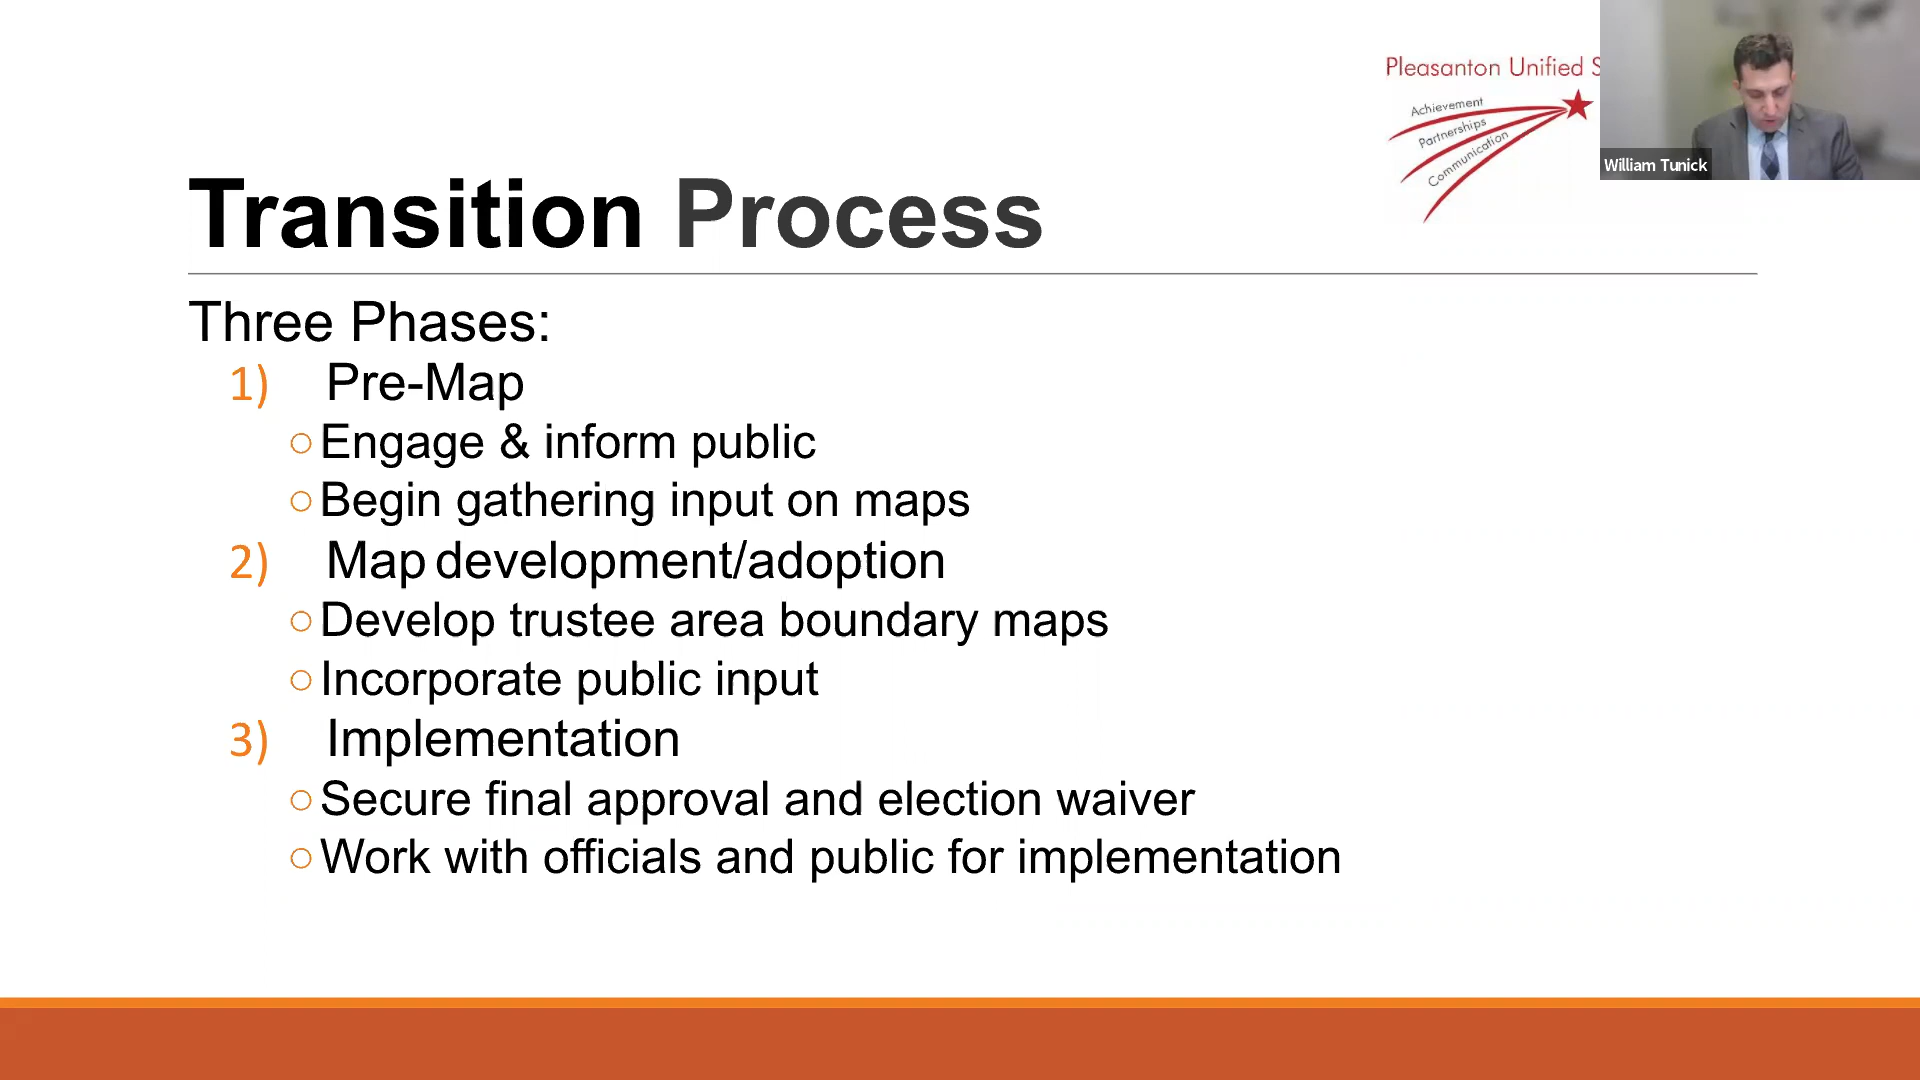 Pleasanton Unified S
Achievement
Partnerships
Communication
William Tunick
Transition Process
Three Phases:
1) Pre-Map
○ Engage & inform public
○ Begin gathering input on maps
2) Map development/adoption
○ Develop trustee area boundary maps
○ Incorporate public input
3) Implementation
○ Secure final approval and election waiver
○ Work with officials and public for implementation